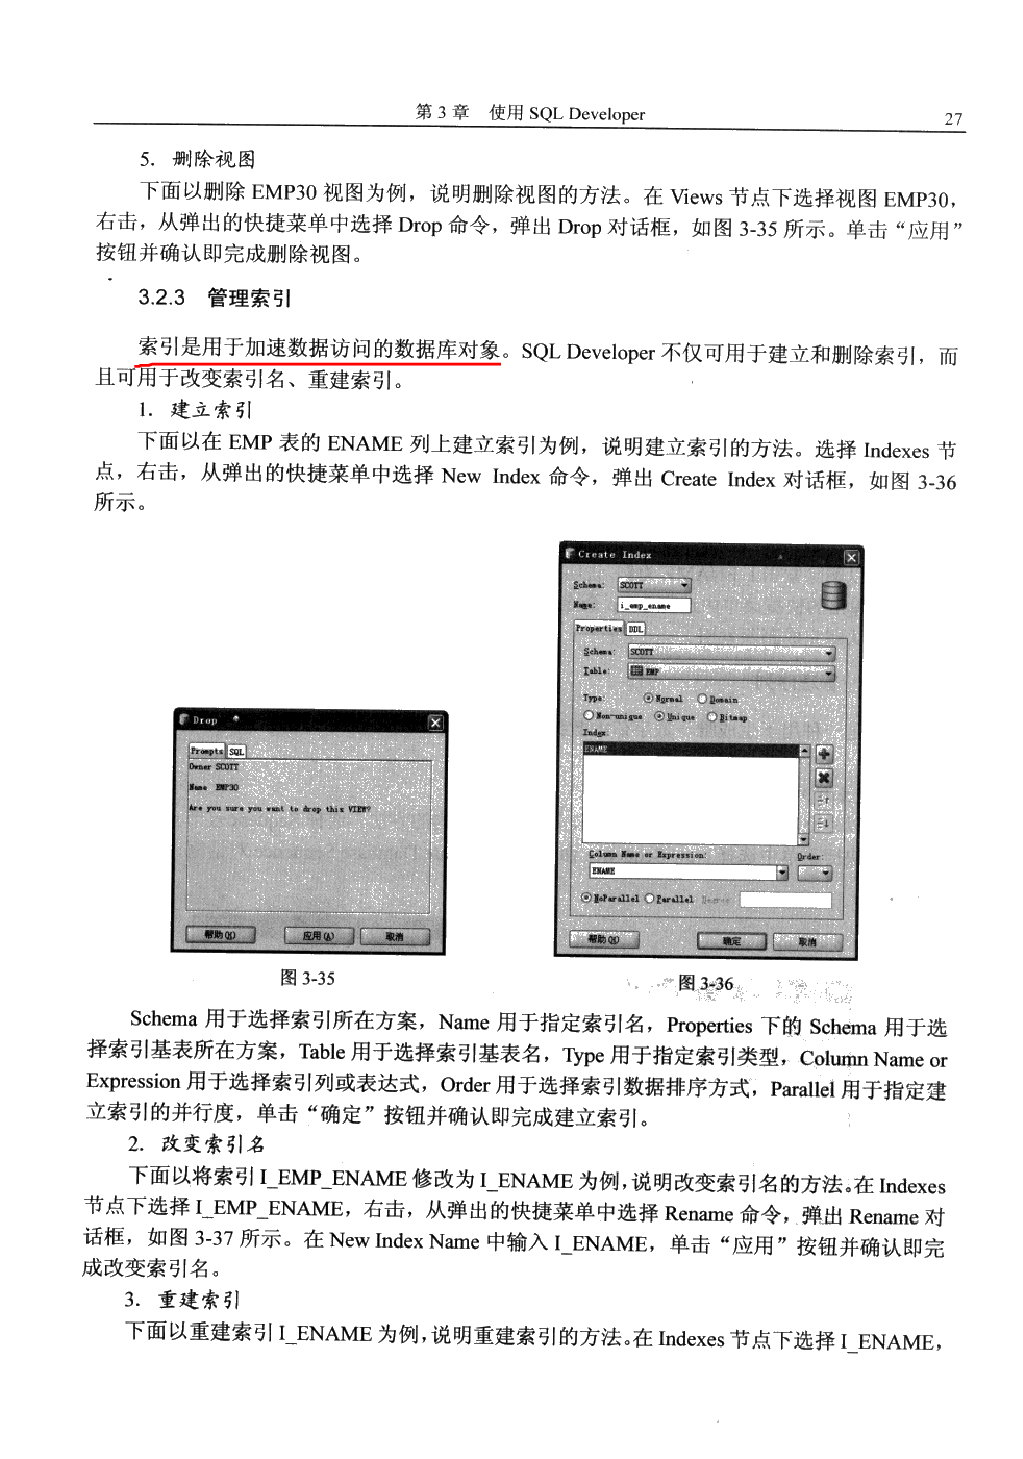 第 3 章　使用 SQL Developer
27
5．删除视图
下面以删除 EMP30 视图为例，说明删除视图的方法。在 Views 节点下选择视图 EMP30，
右击，从弹出的快捷菜单中选择 Drop 命令，弹出 Drop 对话框，如图 3-35 所示。单击“应用”
按钮并确认即完成删除视图。
3.2.3　管理索引
索引是用于加速数据访问的数据库对象。SQL Developer 不仅可用于建立和删除索引，而
且可用于改变索引名、重建索引。
1．建立索引
下面以在 EMP 表的 ENAME 列上建立索引为例，说明建立索引的方法。选择 Indexes 节
点，右击，从弹出的快捷菜单中选择 New Index 命令，弹出 Create Index 对话框，如图 3-36
所示。
Drop
Prompts SQL
Owner SCOTT
Name EMP30
Are you sure you want to drop this VIEW?
帮助(H) 应用(A) 取消
图 3-35
Create Index
Schema: SCOTT
Name: i_emp_ename
Properties DDL
Schema: SCOTT
Table: EMP
Type: Normal Domain
Non-unique Unique Bitmap
Index
ENAME
Column Name or Expression: Order:
ENAME
NoParallel Parallel
帮助(H) 确定 取消
图 3-36
Schema 用于选择索引所在方案，Name 用于指定索引名，Properties 下的 Schema 用于选
择索引基表所在方案，Table 用于选择索引基表名，Type 用于指定索引类型，Column Name or
Expression 用于选择索引列或表达式，Order 用于选择索引数据排序方式，Parallel 用于指定建
立索引的并行度，单击“确定”按钮并确认即完成建立索引。
2．改变索引名
下面以将索引 I_EMP_ENAME 修改为 I_ENAME 为例，说明改变索引名的方法。在 Indexes
节点下选择 I_EMP_ENAME，右击，从弹出的快捷菜单中选择 Rename 命令，弹出 Rename 对
话框，如图 3-37 所示。在 New Index Name 中输入 I_ENAME，单击“应用”按钮并确认即完
成改变索引名。
3．重建索引
下面以重建索引 I_ENAME 为例，说明重建索引的方法。在 Indexes 节点下选择 I_ENAME，